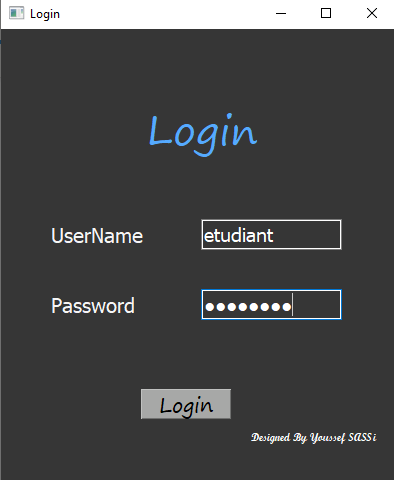 Login
Login
UserName etudiant
Password ●●●●●●●●
Login
Designed By Youssef SASSi